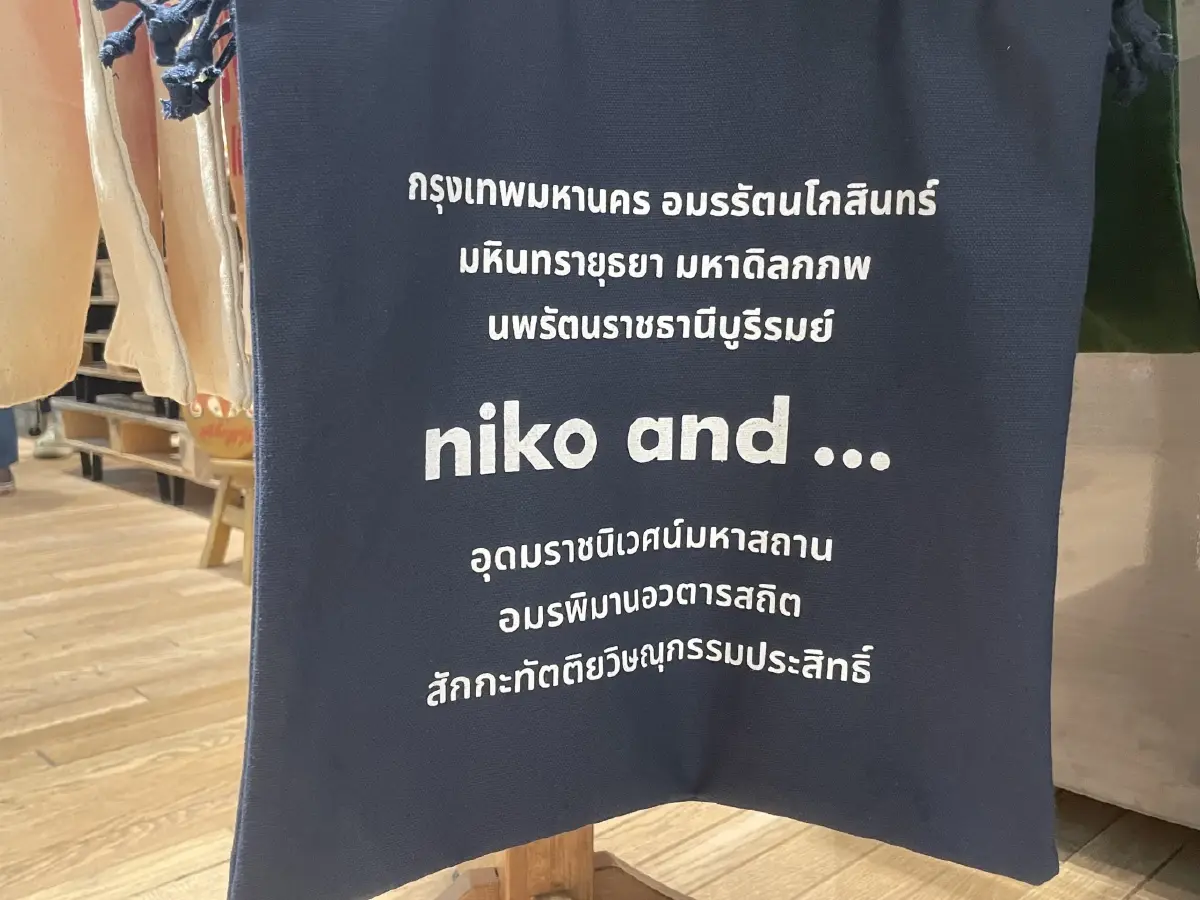 กรุงเทพมหานคร อมรรัตนโกสินทร์
มหินทรายุธยา มหาดิลกภพ
นพรัตนราชธานีบูรีรมย์
niko and ...
อุดมราชนิเวศน์มหาสถาน
อมรพิมานอวตารสถิต
สักกะทัตติยวิษณุกรรมประสิทธิ์